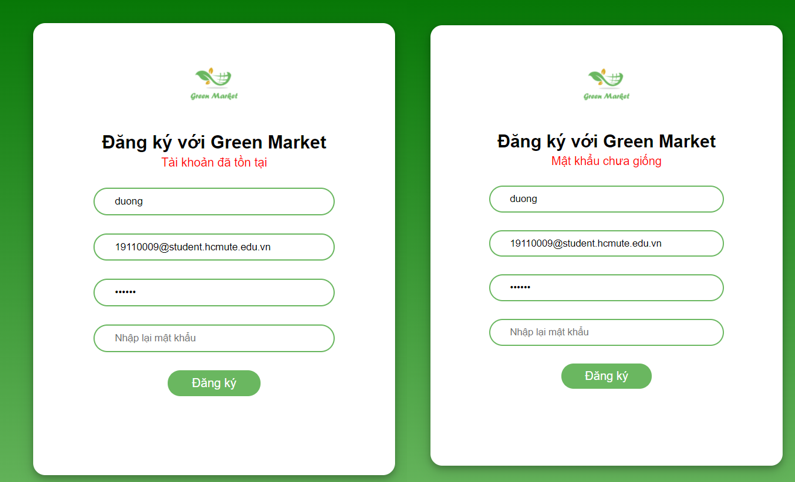 Green Market
Đăng ký với Green Market
Tài khoản đã tồn tại
duong
19110009@student.hcmute.edu.vn
••••••
Nhập lại mật khẩu
Đăng ký
Green Market
Đăng ký với Green Market
Mật khẩu chưa giống
duong
19110009@student.hcmute.edu.vn
••••••
Nhập lại mật khẩu
Đăng ký